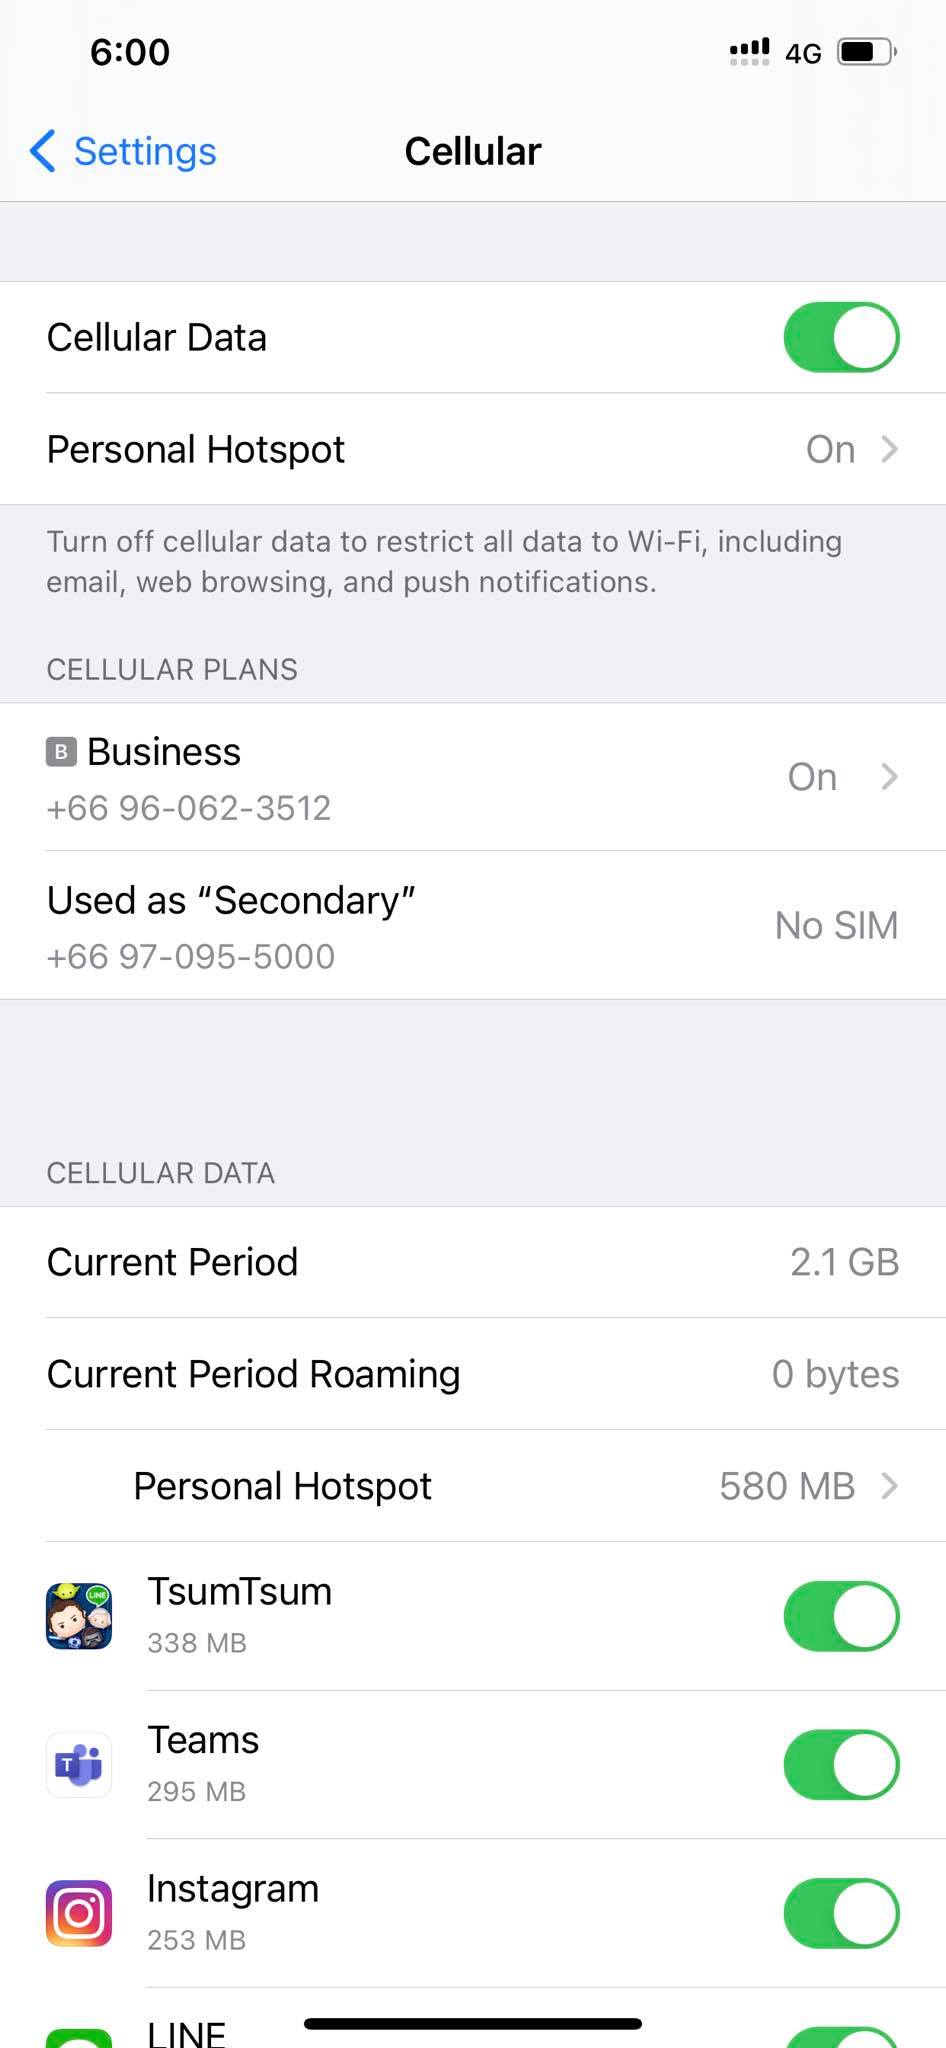 6:00
4G
Settings
Cellular
Cellular Data
Personal Hotspot
On
Turn off cellular data to restrict all data to Wi-Fi, including
email, web browsing, and push notifications.
CELLULAR PLANS
B Business
+66 96-062-3512
On
Used as “Secondary”
+66 97-095-5000
No SIM
CELLULAR DATA
Current Period
2.1 GB
Current Period Roaming
0 bytes
Personal Hotspot
580 MB
LINE
TsumTsum
338 MB
T
Teams
295 MB
Instagram
253 MB
LINE